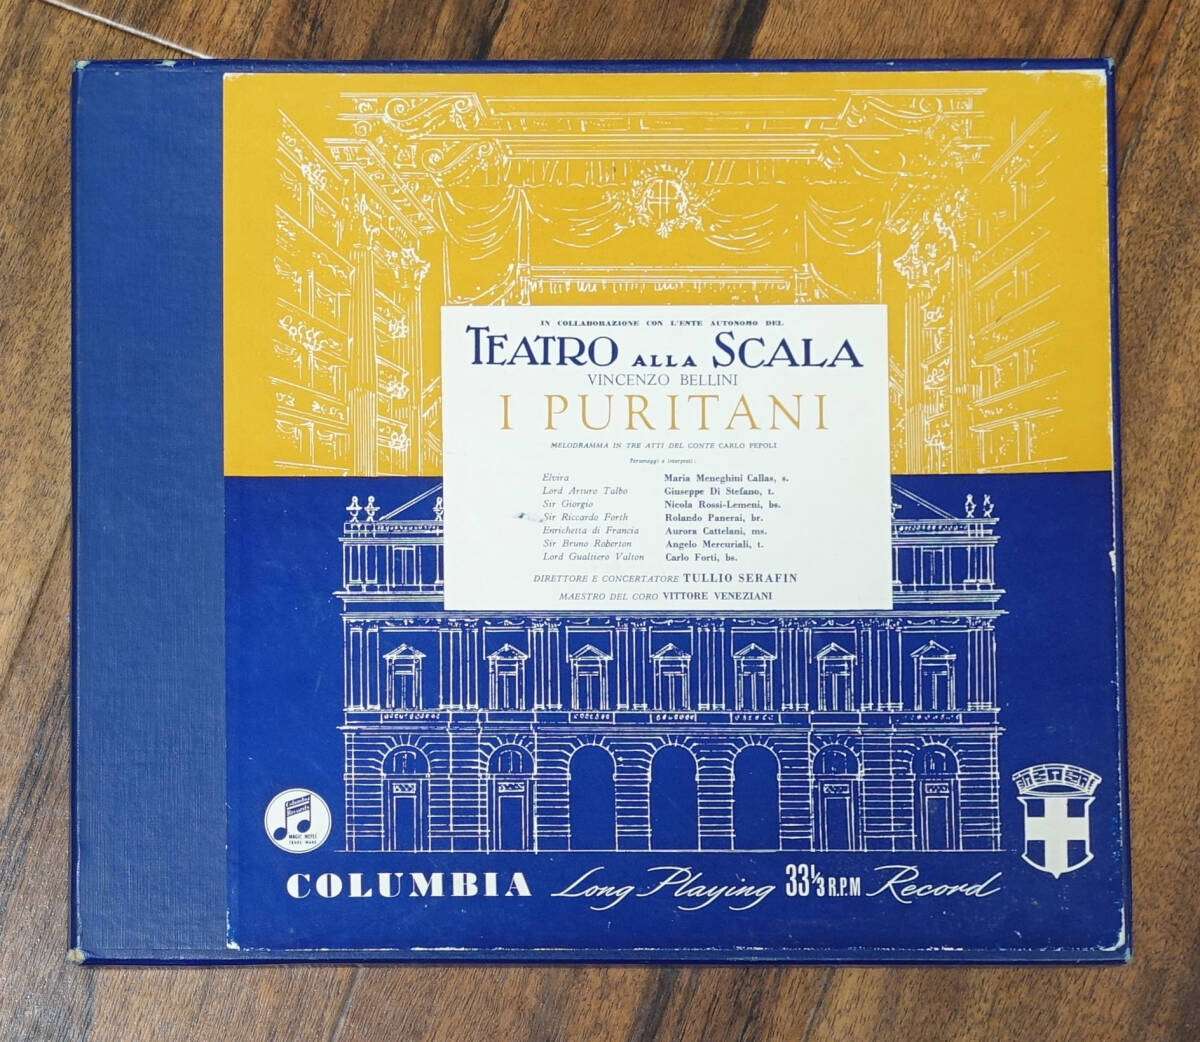 IN COLLABORAZIONE CON L'ENTE AUTONOMO DEL
TEATRO ALLA SCALA
VINCENZO BELLINI
I PURITANI
MELODRAMMA IN TRE ATTI DEL CONTE CARLO PEPOLI
Personaggi e interpreti:
Elvira Maria Meneghini Callas, s.
Lord Arturo Talbo Giuseppe Di Stefano, t.
Sir Giorgio Nicola Rossi-Lemeni, bs.
Sir Riccardo Forth Rolando Panerai, br.
Enrichetta di Francia Aurora Cattelani, ms.
Sir Bruno Roberton Angelo Mercuriali, t.
Lord Gualtiero Valton Carlo Forti, bs.
DIRETTORE E CONCERTATORE TULLIO SERAFIN
MAESTRO DEL CORO VITTORE VENEZIANI
Columbia
Records
MAGIC NOTES
TRADE MARK
COLUMBIA Long Playing 33⅓ R.P.M Record